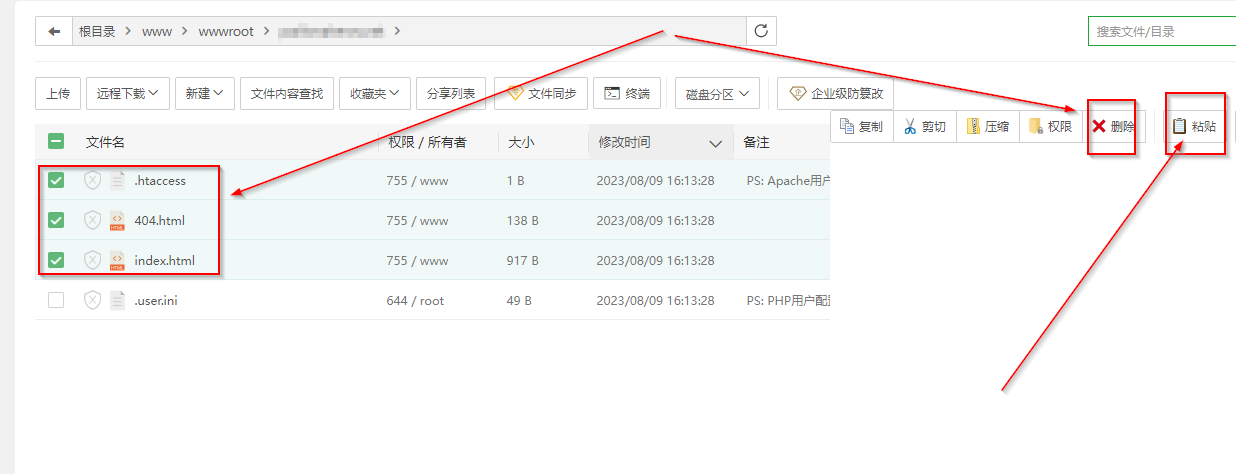 根目录 > www > wwwroot > >
搜索文件/目录
上传 远程下载 新建 文件内容查找 收藏夹 分享列表 文件同步 终端 磁盘分区 企业级防篡改
复制 剪切 压缩 权限 删除 粘贴
文件名 权限 / 所有者 大小 修改时间 备注
.htaccess 755 / www 1 B 2023/08/09 16:13:28 PS: Apache用户
404.html 755 / www 138 B 2023/08/09 16:13:28
index.html 755 / www 917 B 2023/08/09 16:13:28
.user.ini 644 / root 49 B 2023/08/09 16:13:28 PS: PHP用户配置